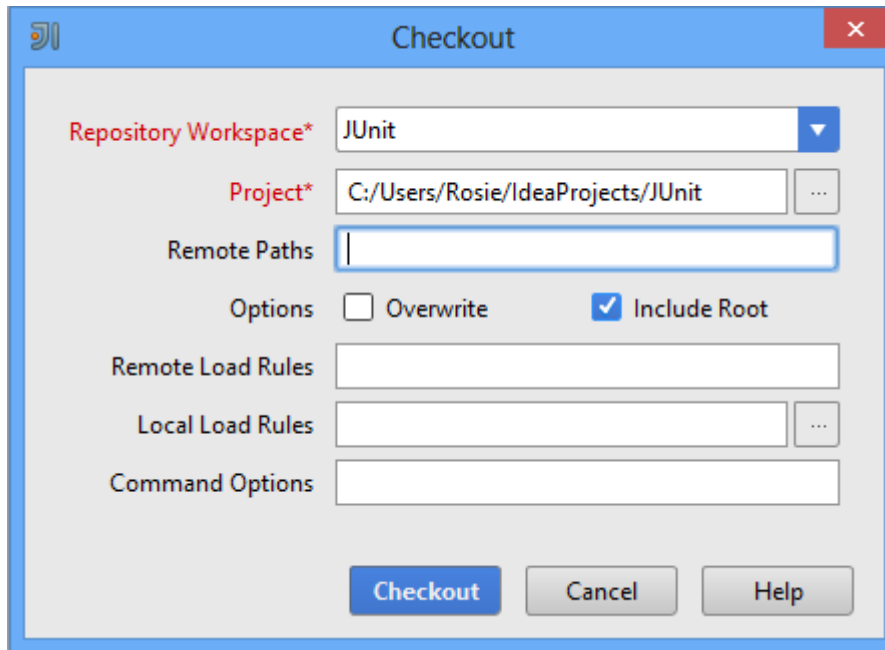 Checkout
Repository Workspace* JUnit
Project* C:/Users/Rosie/IdeaProjects/JUnit ...
Remote Paths
Options Overwrite Include Root
Remote Load Rules
Local Load Rules ...
Command Options
Checkout Cancel Help